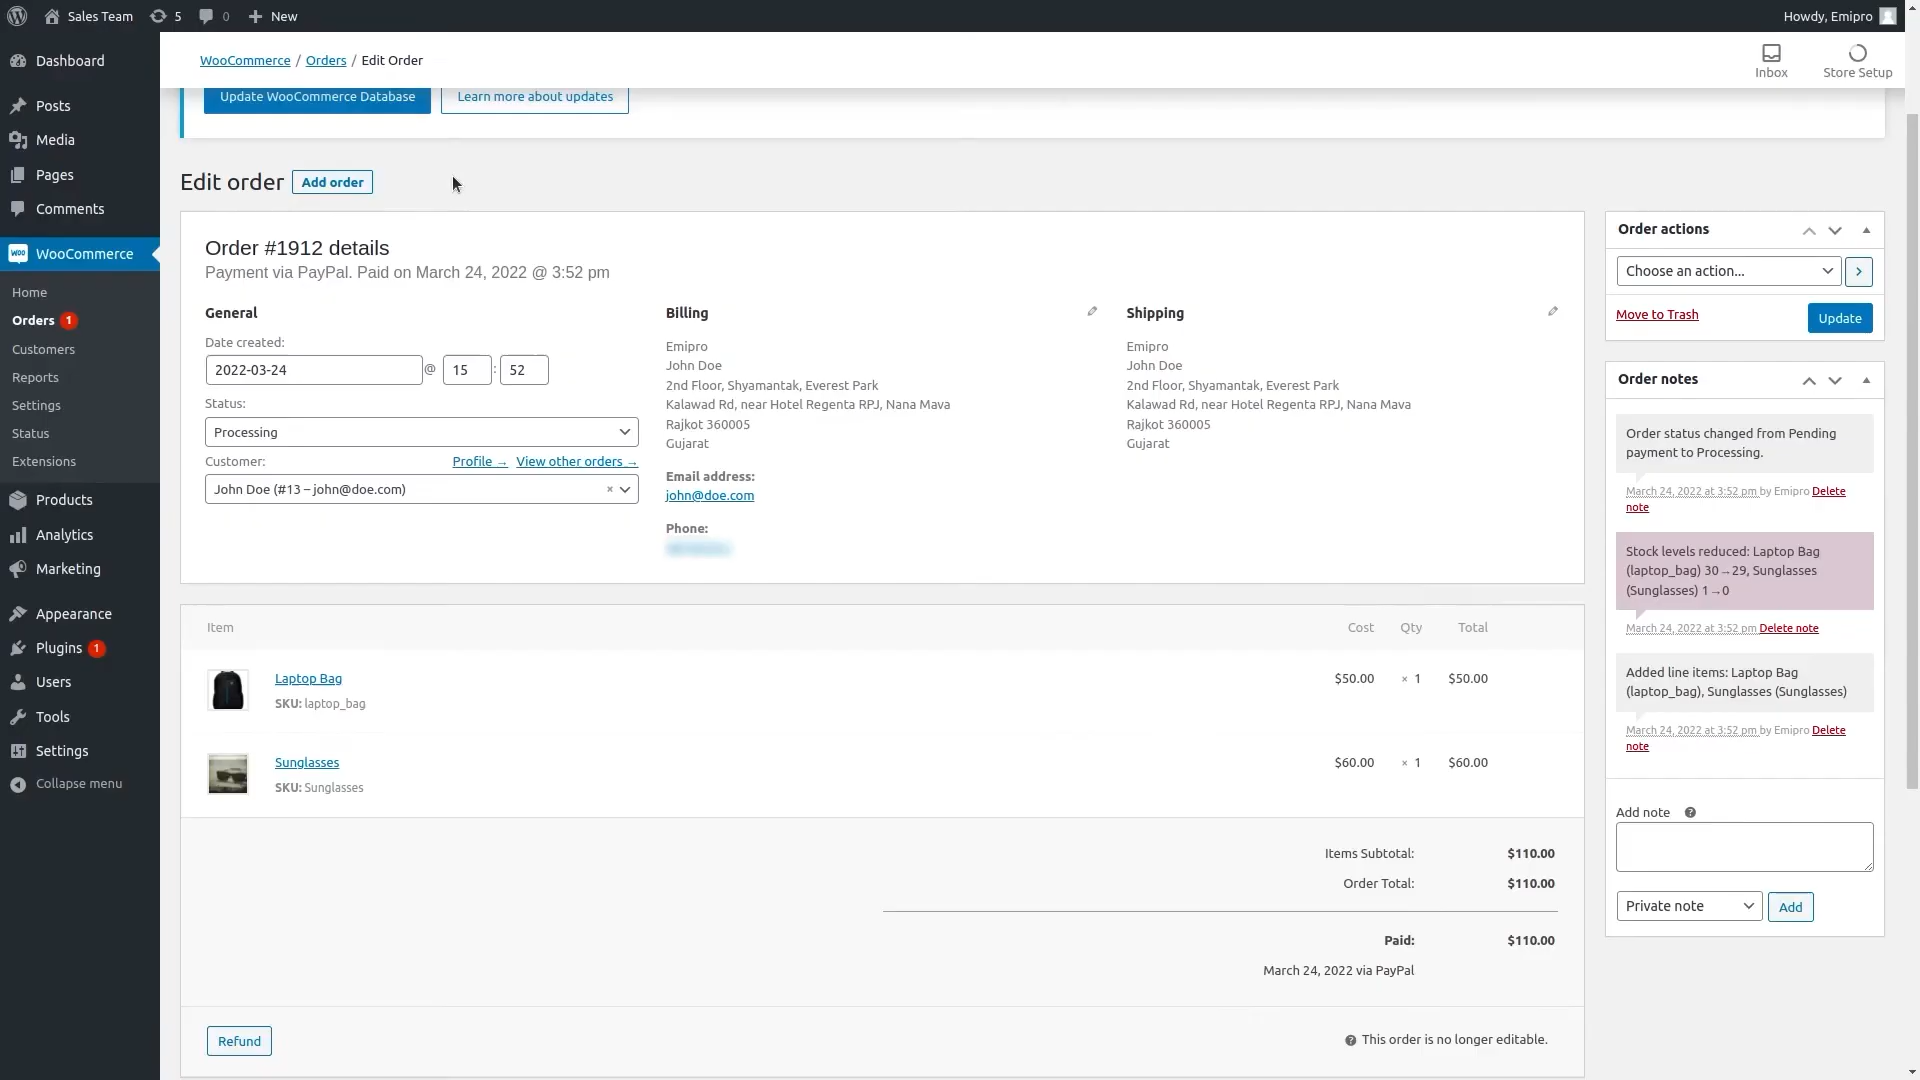 Sales Team 5 0 New
Howdy, Emipro
Dashboard
Posts
Media
Pages
Comments
WooCommerce
Home
Orders 1
Customers
Reports
Settings
Status
Extensions
Products
Analytics
Marketing
Appearance
Plugins 1
Users
Tools
Settings
Collapse menu
WooCommerce / Orders / Edit Order
Inbox
Store Setup
Update WooCommerce Database
Learn more about updates
Edit order
Add order
Order #1912 details
Payment via PayPal. Paid on March 24, 2022 @ 3:52 pm
General
Date created:
2022-03-24 @ 15 : 52
Status:
Processing
Customer:
Profile →
View other orders →
John Doe (#13 – john@doe.com) ×
Billing
Emipro
John Doe
2nd Floor, Shyamantak, Everest Park
Kalawad Rd, near Hotel Regenta RPJ, Nana Mava
Rajkot 360005
Gujarat
Email address:
john@doe.com
Phone:
Shipping
Emipro
John Doe
2nd Floor, Shyamantak, Everest Park
Kalawad Rd, near Hotel Regenta RPJ, Nana Mava
Rajkot 360005
Gujarat
Item Cost Qty Total
Laptop Bag $50.00 × 1 $50.00
SKU: laptop_bag
Sunglasses $60.00 × 1 $60.00
SKU: Sunglasses
Items Subtotal: $110.00
Order Total: $110.00
Paid: $110.00
March 24, 2022 via PayPal
Refund
This order is no longer editable.
Order actions
Choose an action...
Move to Trash
Update
Order notes
Order status changed from Pending
payment to Processing.
March 24, 2022 at 3:52 pm by Emipro Delete
note
Stock levels reduced: Laptop Bag
(laptop_bag) 30→29, Sunglasses
(Sunglasses) 1→0
March 24, 2022 at 3:52 pm Delete note
Added line items: Laptop Bag
(laptop_bag), Sunglasses (Sunglasses)
March 24, 2022 at 3:52 pm by Emipro Delete
note
Add note
Private note
Add